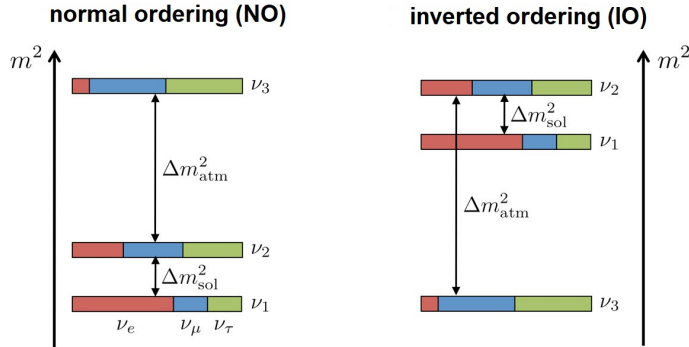 normal ordering (NO)
m²
ν₃
Δm²atm
ν₂
Δm²sol
ν₁
νe νμ ντ
inverted ordering (IO)
m²
ν₂
Δm²sol
ν₁
Δm²atm
ν₃